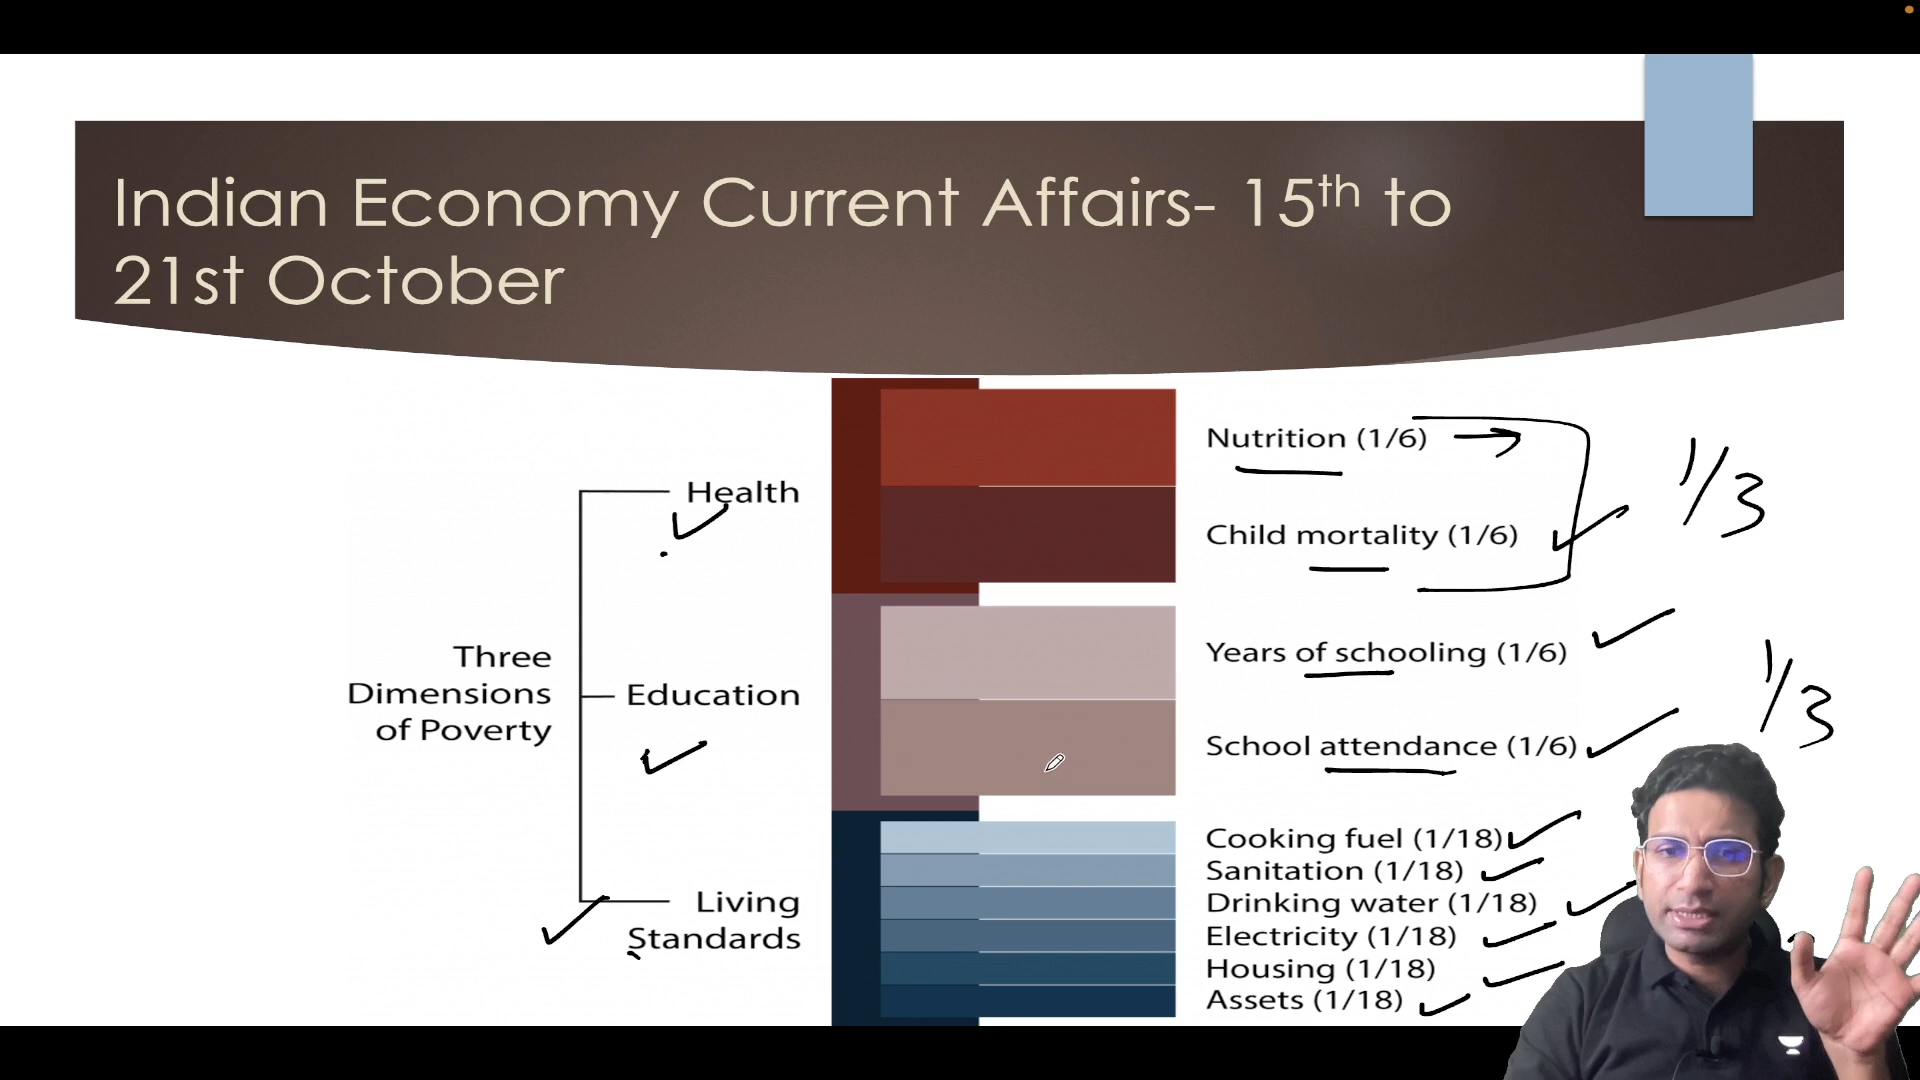 Indian Economy Current Affairs- 15th to
21st October
Nutrition (1/6)
Health
1/3
Child mortality (1/6)
Three
Dimensions
of Poverty
Education
Years of schooling (1/6)
1/3
School attendance (1/6)
Living
Standards
Cooking fuel (1/18)
Sanitation (1/18)
Drinking water (1/18)
Electricity (1/18)
Housing (1/18)
Assets (1/18)